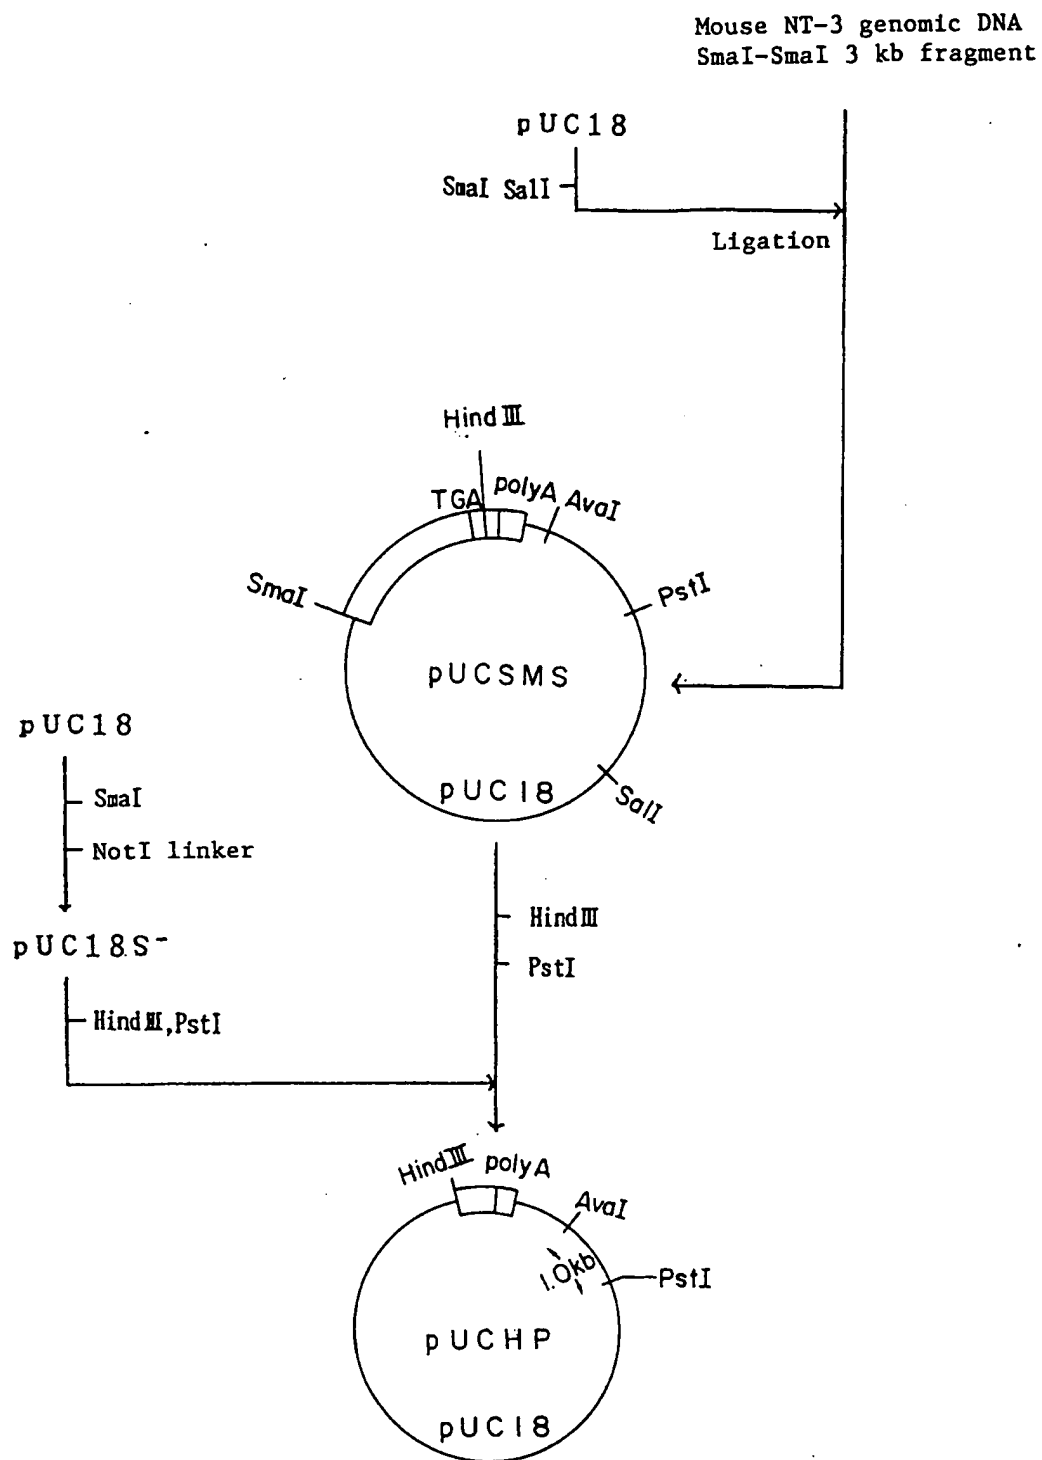 Mouse NT-3 genomic DNA
SmaI-SmaI 3 kb fragment
pUC18
SmaI SalI
Ligation
HindIII
TGA
polyA
AvaI
SmaI
PstI
pUCSMS
pUC18
SalI
pUC18
SmaI
NotI linker
pUC18.S-
HindIII,PstI
HindIII
PstI
HindIII
polyA
AvaI
1.0kb
PstI
pUCHP
pUC18